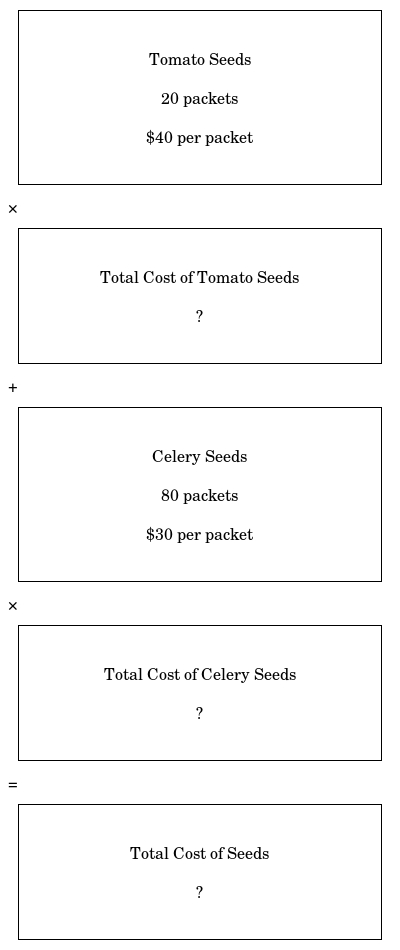 Tomato Seeds
20 packets
$40 per packet
×
Total Cost of Tomato Seeds
?
+
Celery Seeds
80 packets
$30 per packet
×
Total Cost of Celery Seeds
?
=
Total Cost of Seeds
?